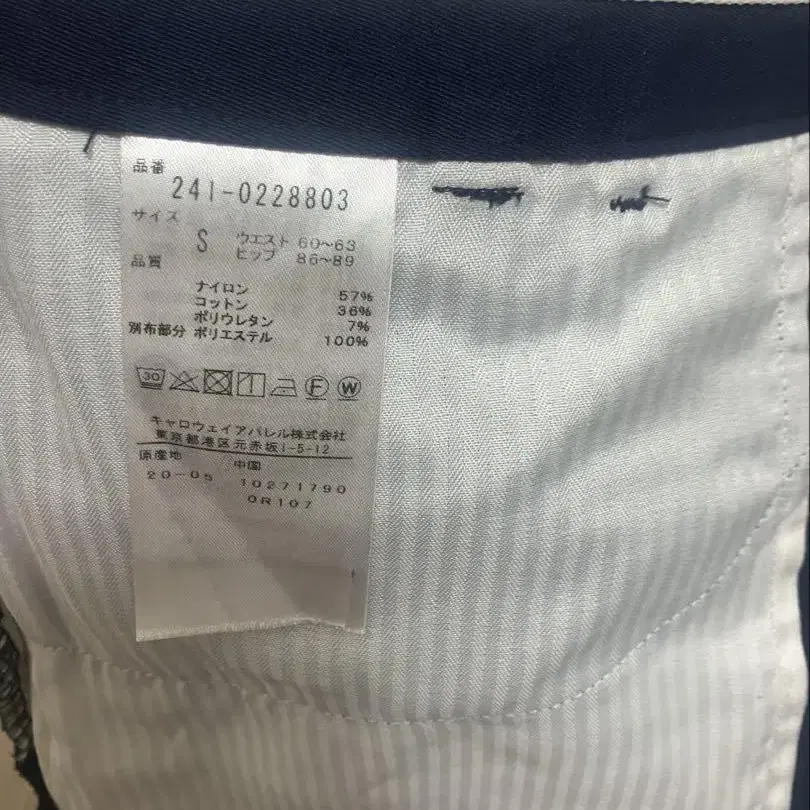 品番
241-0228803
サイズ
S ウエスト 60~63
ヒップ 86~89
品質
ナイロン 57%
コットン 36%
ポリウレタン 7%
別布部分 ポリエステル 100%
30 F W
キャロウェイアパレル株式会社
東京都港区元赤坂1-5-12
原産地 中国
20-05 10271790
0R107